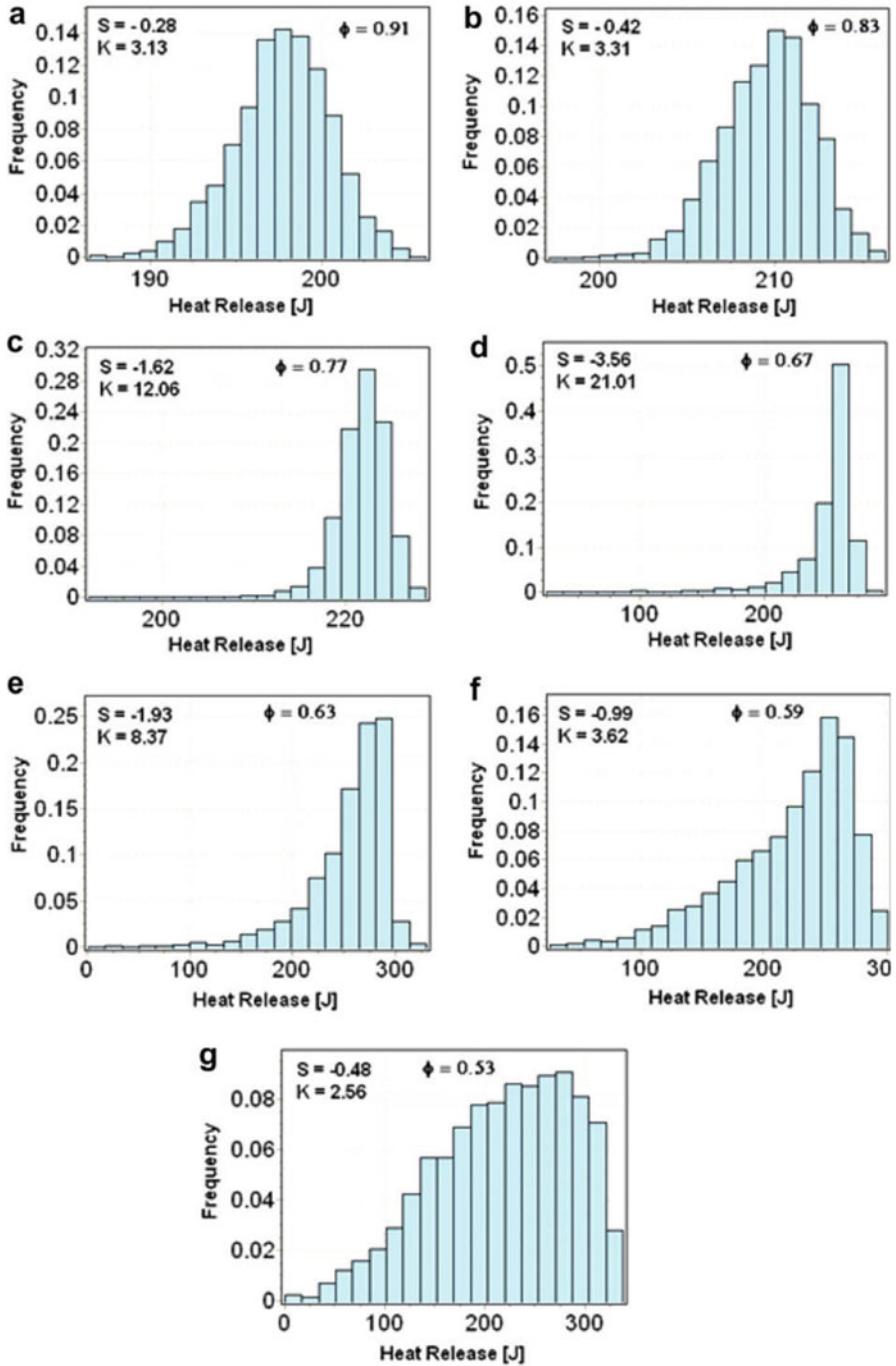 a
S = -0.28
K = 3.13
ϕ = 0.91
0.14
0.12
0.1
0.08
0.06
0.04
0.02
0
Frequency
190 200
Heat Release [J]
b
S = -0.42
K = 3.31
ϕ = 0.83
0.16
0.14
0.12
0.1
0.08
0.06
0.04
0.02
0
Frequency
200 210
Heat Release [J]
c
S = -1.62
K = 12.06
ϕ = 0.77
0.32
0.28
0.24
0.2
0.16
0.12
0.08
0.04
0
Frequency
200 220
Heat Release [J]
d
S = -3.56
K = 21.01
ϕ = 0.67
0.5
0.4
0.3
0.2
0.1
0
Frequency
100 200
Heat Release [J]
e
S = -1.93
K = 8.37
ϕ = 0.63
0.25
0.2
0.15
0.1
0.05
0
Frequency
0 100 200 300
Heat Release [J]
f
S = -0.99
K = 3.62
ϕ = 0.59
0.16
0.14
0.12
0.1
0.08
0.06
0.04
0.02
0
Frequency
100 200 30
Heat Release [J]
g
S = -0.48
K = 2.56
ϕ = 0.53
0.08
0.06
0.04
0.02
0
Frequency
0 100 200 300
Heat Release [J]